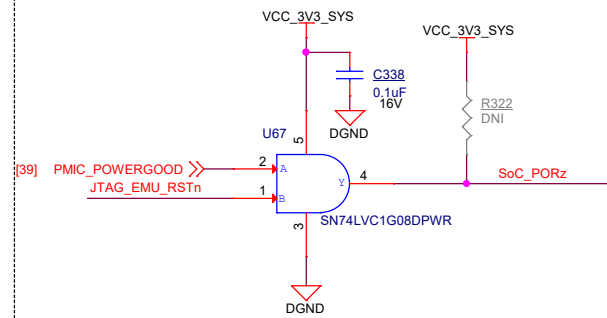 VCC_3V3_SYS
VCC_3V3_SYS
C338
0.1uF
16V
R322
DNI
DGND
U67
5
[39] PMIC_POWERGOOD
2
A
JTAG_EMU_RSTn
1
B
Y
4
SoC_PORz
SN74LVC1G08DPWR
3
DGND